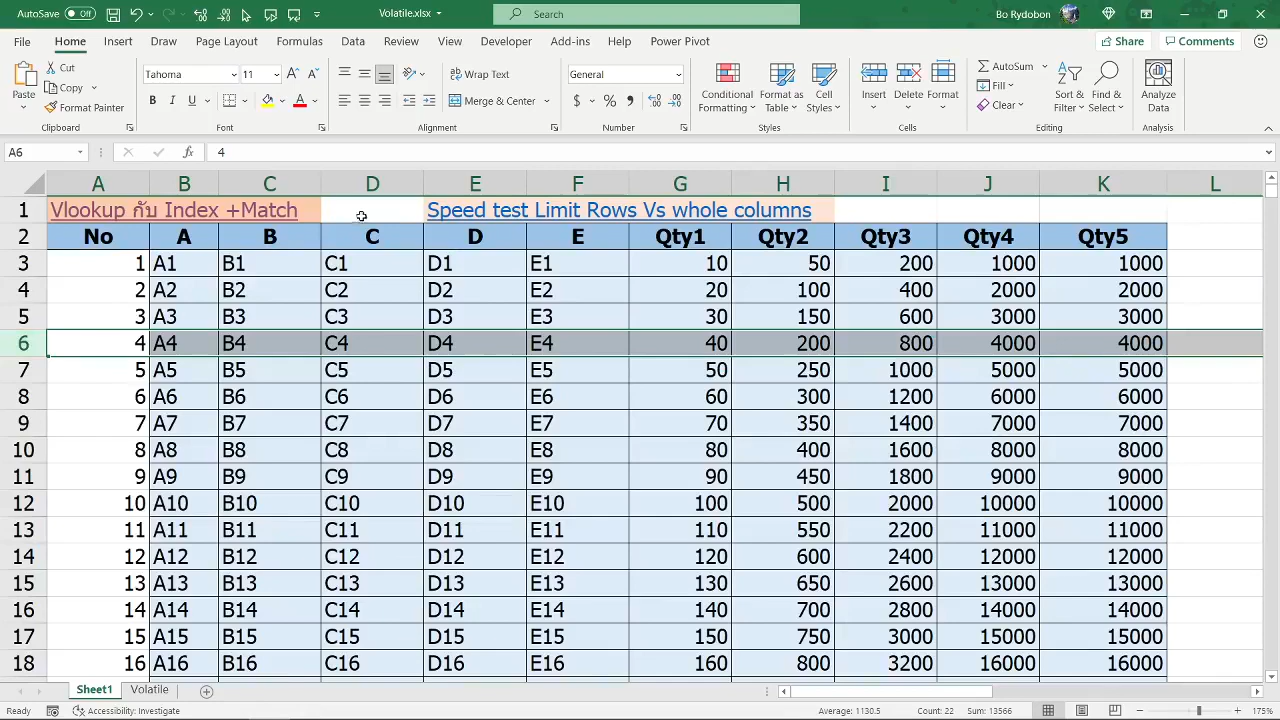 AutoSave Off Volatile.xlsx Search Bo Rydobon
File Home Insert Draw Page Layout Formulas Data Review View Developer Add-ins Help Power Pivot Share Comments
Paste Cut Copy Format Painter Clipboard
Tahoma 11 B I U A Font
Wrap Text Merge & Center Alignment
General $ % Number
Conditional Formatting Format as Table Cell Styles Styles
Insert Delete Format Cells
AutoSum Fill Clear Sort & Filter Find & Select Editing
Analyze Data Analysis
A6 fx 4
A B C D E F G H I J K L
1 Vlookup กับ Index +Match Speed test Limit Rows Vs whole columns
2 No A B C D E Qty1 Qty2 Qty3 Qty4 Qty5
3 1 A1 B1 C1 D1 E1 10 50 200 1000 1000
4 2 A2 B2 C2 D2 E2 20 100 400 2000 2000
5 3 A3 B3 C3 D3 E3 30 150 600 3000 3000
6 4 A4 B4 C4 D4 E4 40 200 800 4000 4000
7 5 A5 B5 C5 D5 E5 50 250 1000 5000 5000
8 6 A6 B6 C6 D6 E6 60 300 1200 6000 6000
9 7 A7 B7 C7 D7 E7 70 350 1400 7000 7000
10 8 A8 B8 C8 D8 E8 80 400 1600 8000 8000
11 9 A9 B9 C9 D9 E9 90 450 1800 9000 9000
12 10 A10 B10 C10 D10 E10 100 500 2000 10000 10000
13 11 A11 B11 C11 D11 E11 110 550 2200 11000 11000
14 12 A12 B12 C12 D12 E12 120 600 2400 12000 12000
15 13 A13 B13 C13 D13 E13 130 650 2600 13000 13000
16 14 A14 B14 C14 D14 E14 140 700 2800 14000 14000
17 15 A15 B15 C15 D15 E15 150 750 3000 15000 15000
18 16 A16 B16 C16 D16 E16 160 800 3200 16000 16000
Sheet1 Volatile
Ready Accessibility: Investigate Average: 1130.5 Count: 22 Sum: 13566 175%